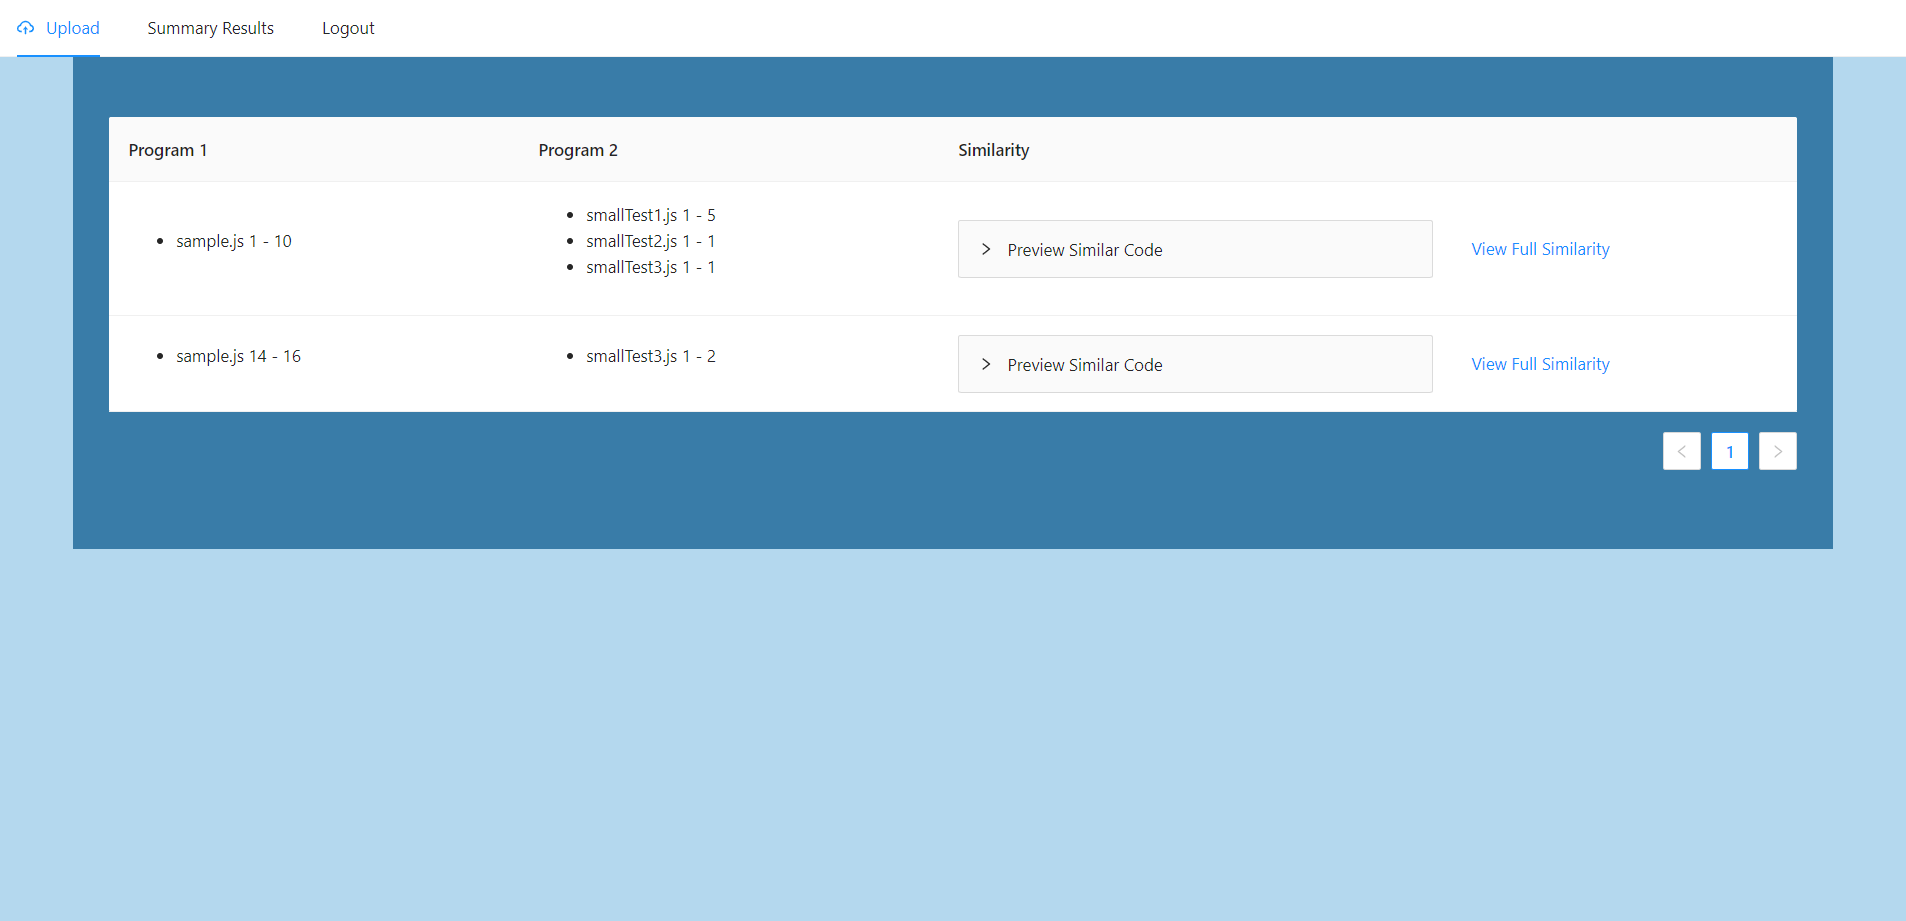 Upload Summary Results Logout
Program 1 Program 2 Similarity
sample.js 1 - 10
smallTest1.js 1 - 5
smallTest2.js 1 - 1
smallTest3.js 1 - 1
Preview Similar Code
View Full Similarity
sample.js 14 - 16
smallTest3.js 1 - 2
Preview Similar Code
View Full Similarity
1